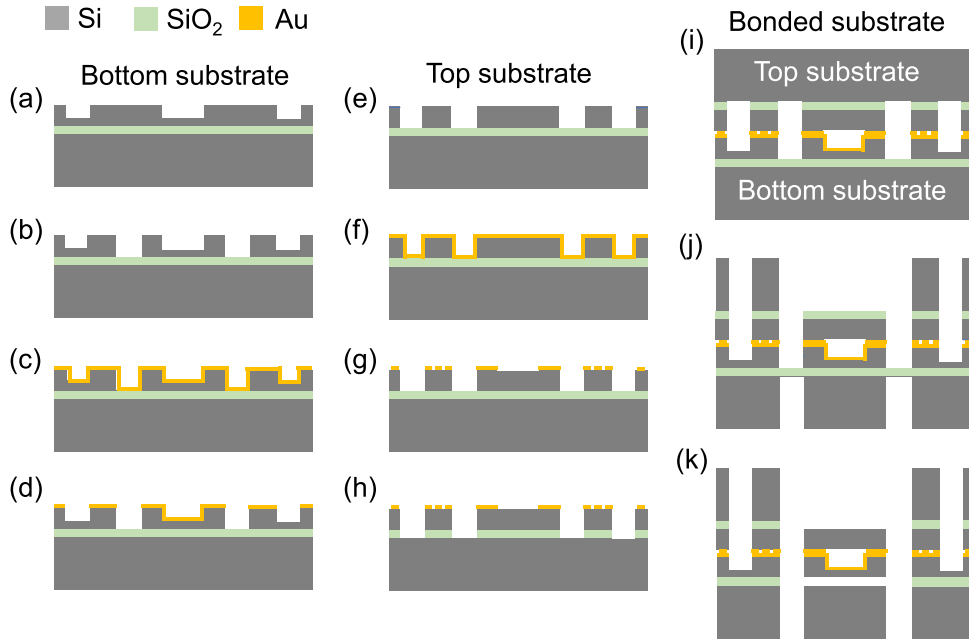 Si SiO₂ Au
Bonded substrate
Bottom substrate
Top substrate
(a)
(b)
(c)
(d)
(e)
(f)
(g)
(h)
(i)
Top substrate
Bottom substrate
(j)
(k)